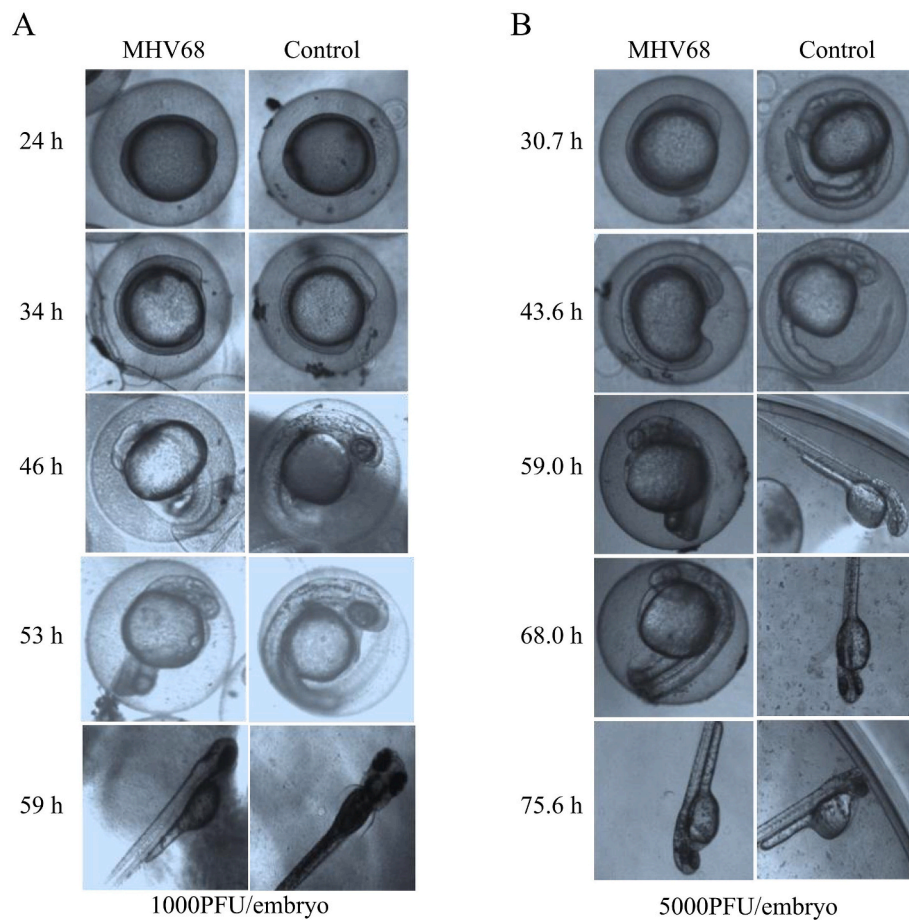 A
MHV68 Control
24 h
34 h
46 h
53 h
59 h
1000PFU/embryo
B
MHV68 Control
30.7 h
43.6 h
59.0 h
68.0 h
75.6 h
5000PFU/embryo